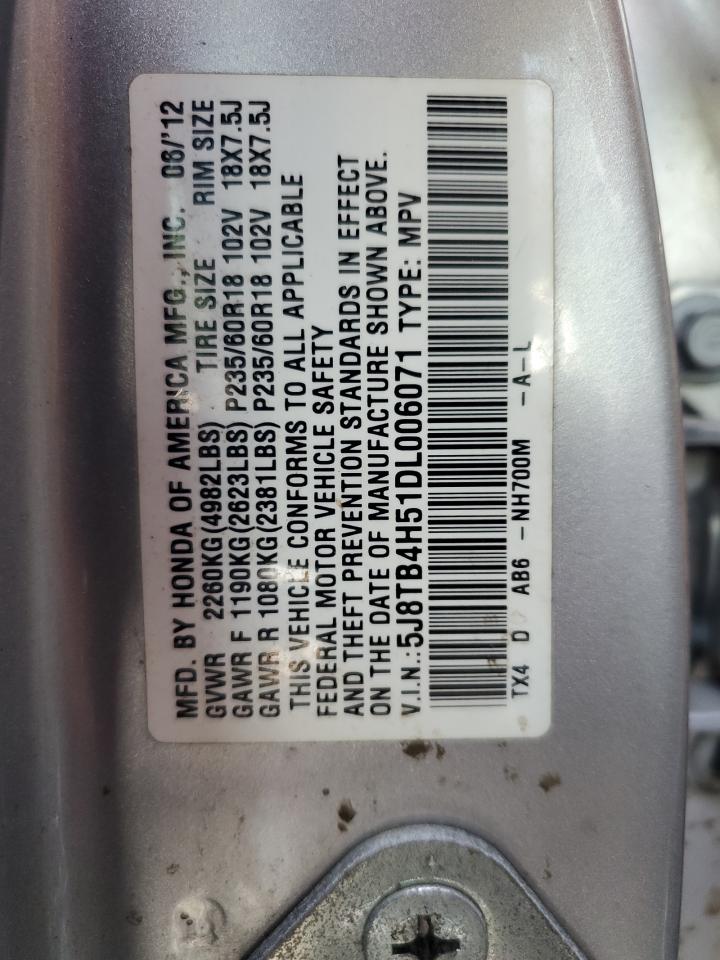 MFD. BY HONDA OF AMERICA MFG., INC. 06/'12
GVWR 2260KG(4982LBS) TIRE SIZE RIM SIZE
GAWR F 1190KG(2623LBS) P235/60R18 102V 18X7.5J
GAWR R 1080KG(2381LBS) P235/60R18 102V 18X7.5J
THIS VEHICLE CONFORMS TO ALL APPLICABLE
FEDERAL MOTOR VEHICLE SAFETY
AND THEFT PREVENTION STANDARDS IN EFFECT
ON THE DATE OF MANUFACTURE SHOWN ABOVE.
V.I.N.:5J8TB4H51DL006071 TYPE: MPV
TX4 D AB6 -NH700M -A-L